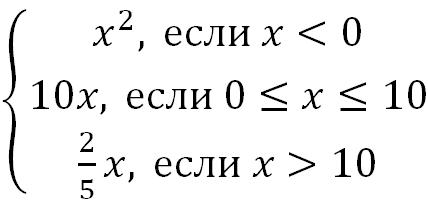 x², если x < 0
10x, если 0 ≤ x ≤ 10
2/5 x, если x > 10